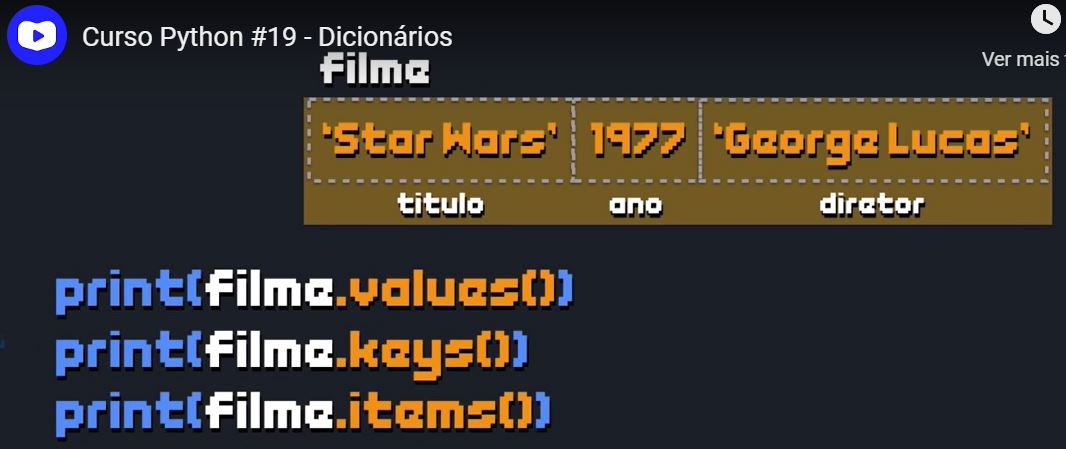 Curso Python #19 - Dicionários
Ver mais
filme
'Star Wars' 1977 'George Lucas'
titulo ano diretor
print(filme.values())
print(filme.keys())
print(filme.items())